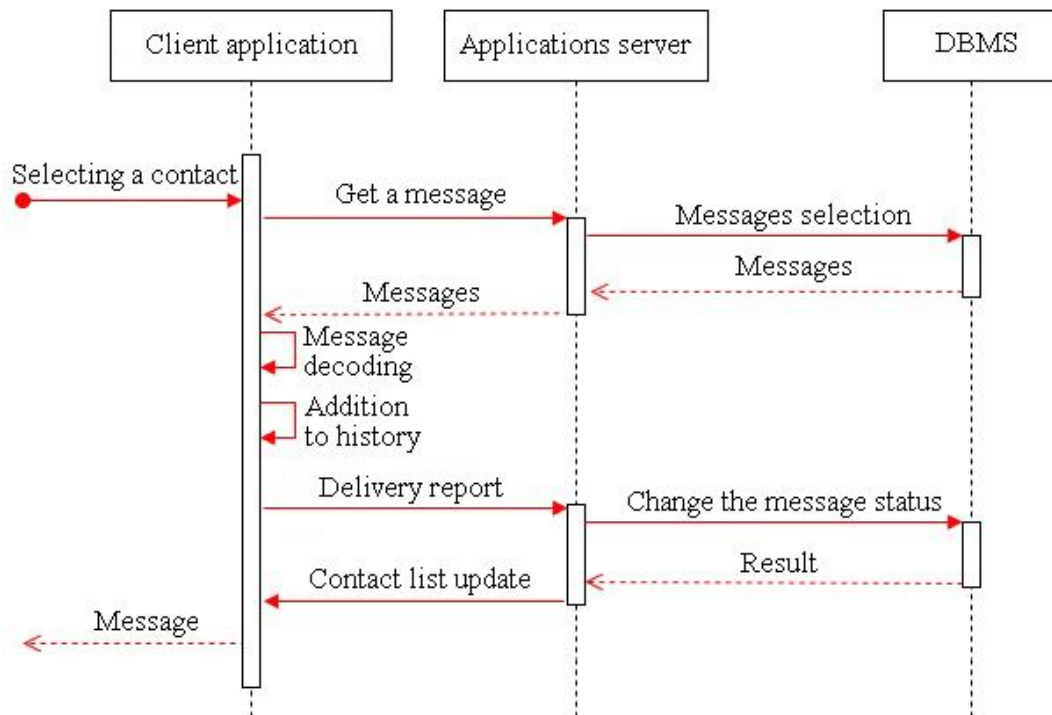 Client application
Applications server
DBMS
Selecting a contact
Get a message
Messages selection
Messages
Messages
Message
decoding
Addition
to history
Delivery report
Change the message status
Result
Contact list update
Message